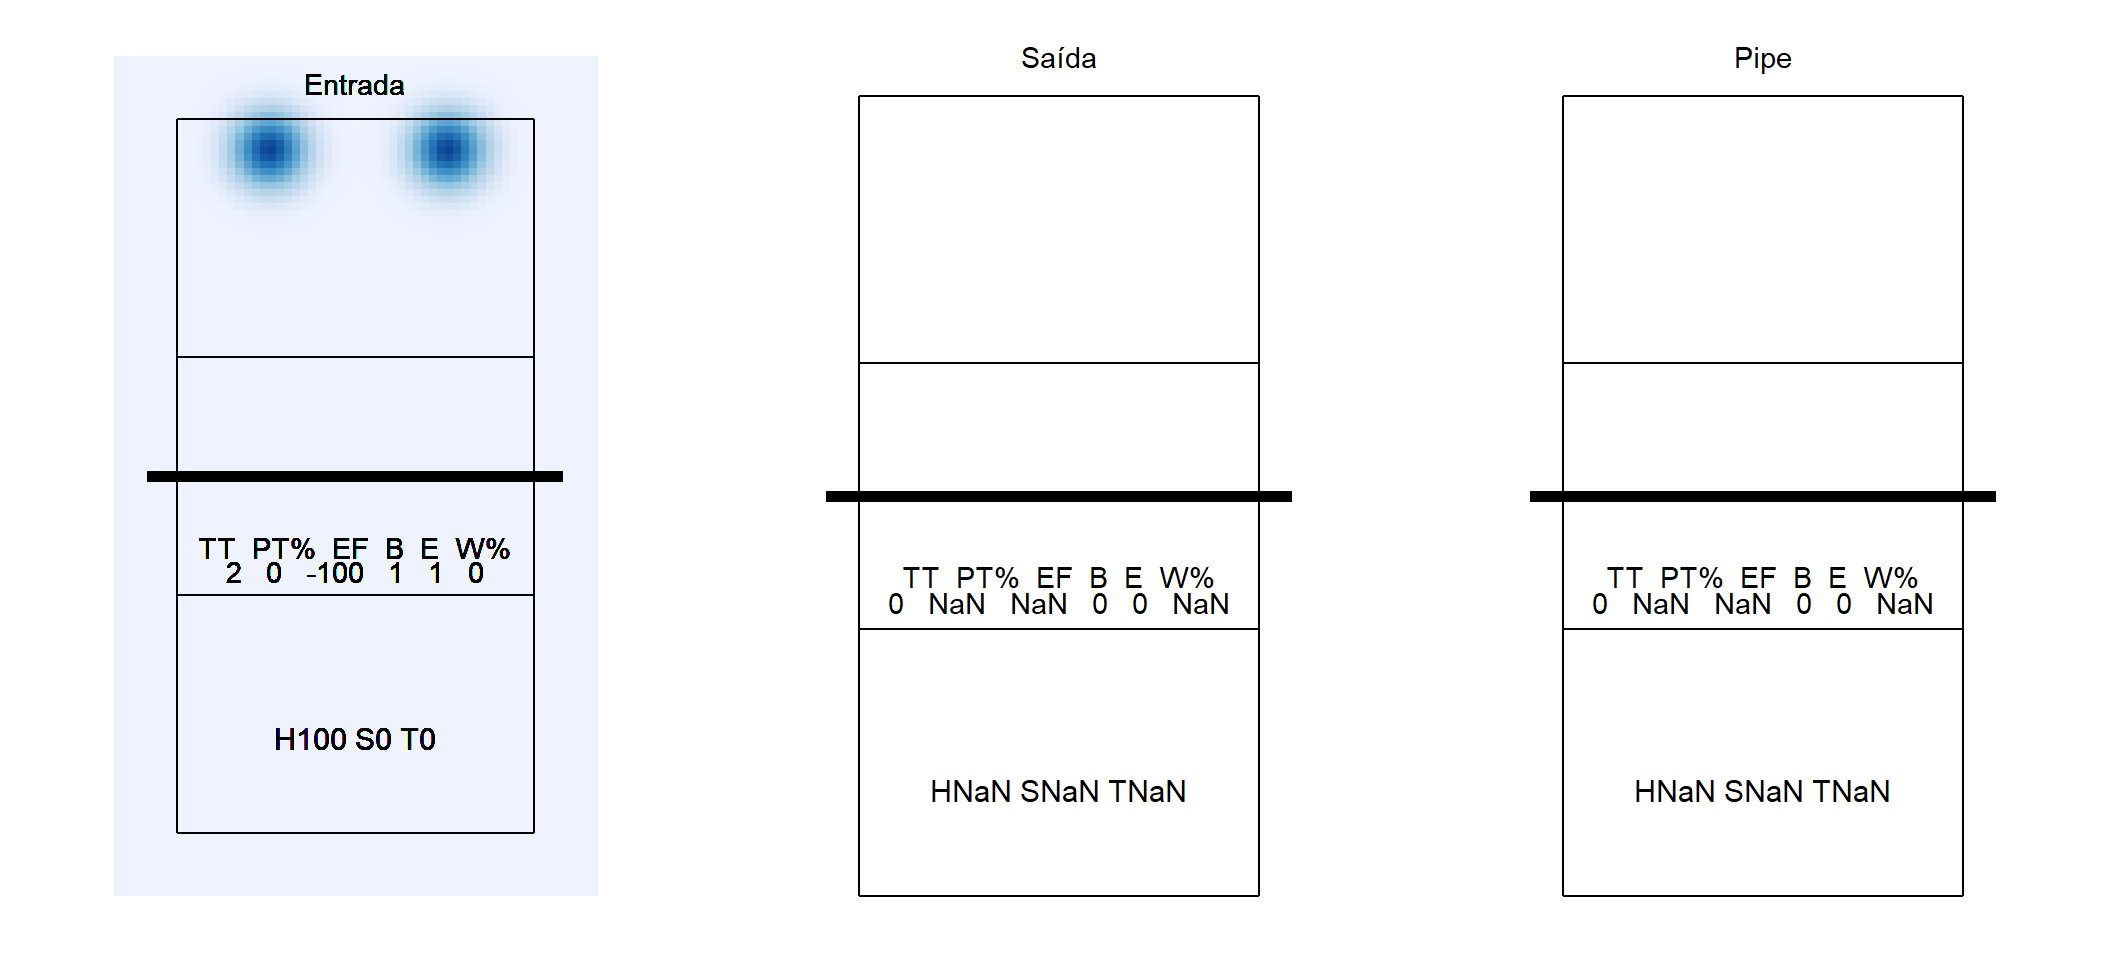 Entrada
TT PT% EF B E W%
2 0 -100 1 1 0
H100 S0 T0
Saída
TT PT% EF B E W%
0 NaN NaN 0 0 NaN
HNaN SNaN TNaN
Pipe
TT PT% EF B E W%
0 NaN NaN 0 0 NaN
HNaN SNaN TNaN